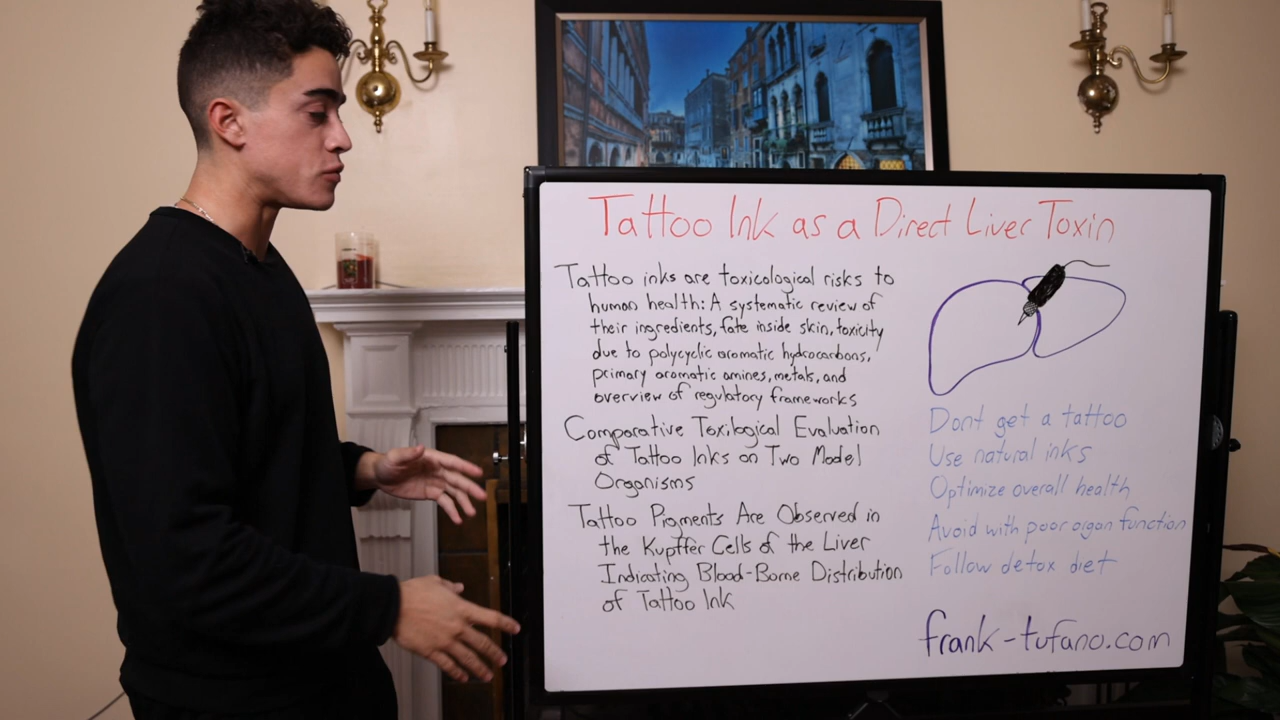 Tattoo Ink as a Direct Liver Toxin
Tattoo inks are toxicological risks to
human health: A systematic review of
their ingredients, fate inside skin, toxicity
due to polycyclic aromatic hydrocarbons,
primary aromatic amines, metals, and
overview of regulatory frameworks
Comparative Toxilogical Evaluation
of Tattoo Inks on Two Model
Organisms
Tattoo Pigments Are Observed in
the Kupffer Cells of the Liver
Indicating Blood-Borne Distribution
of Tattoo Ink
Dont get a tattoo
Use natural inks
Optimize overall health
Avoid with poor organ function
Follow detox diet
frank-tufano.com